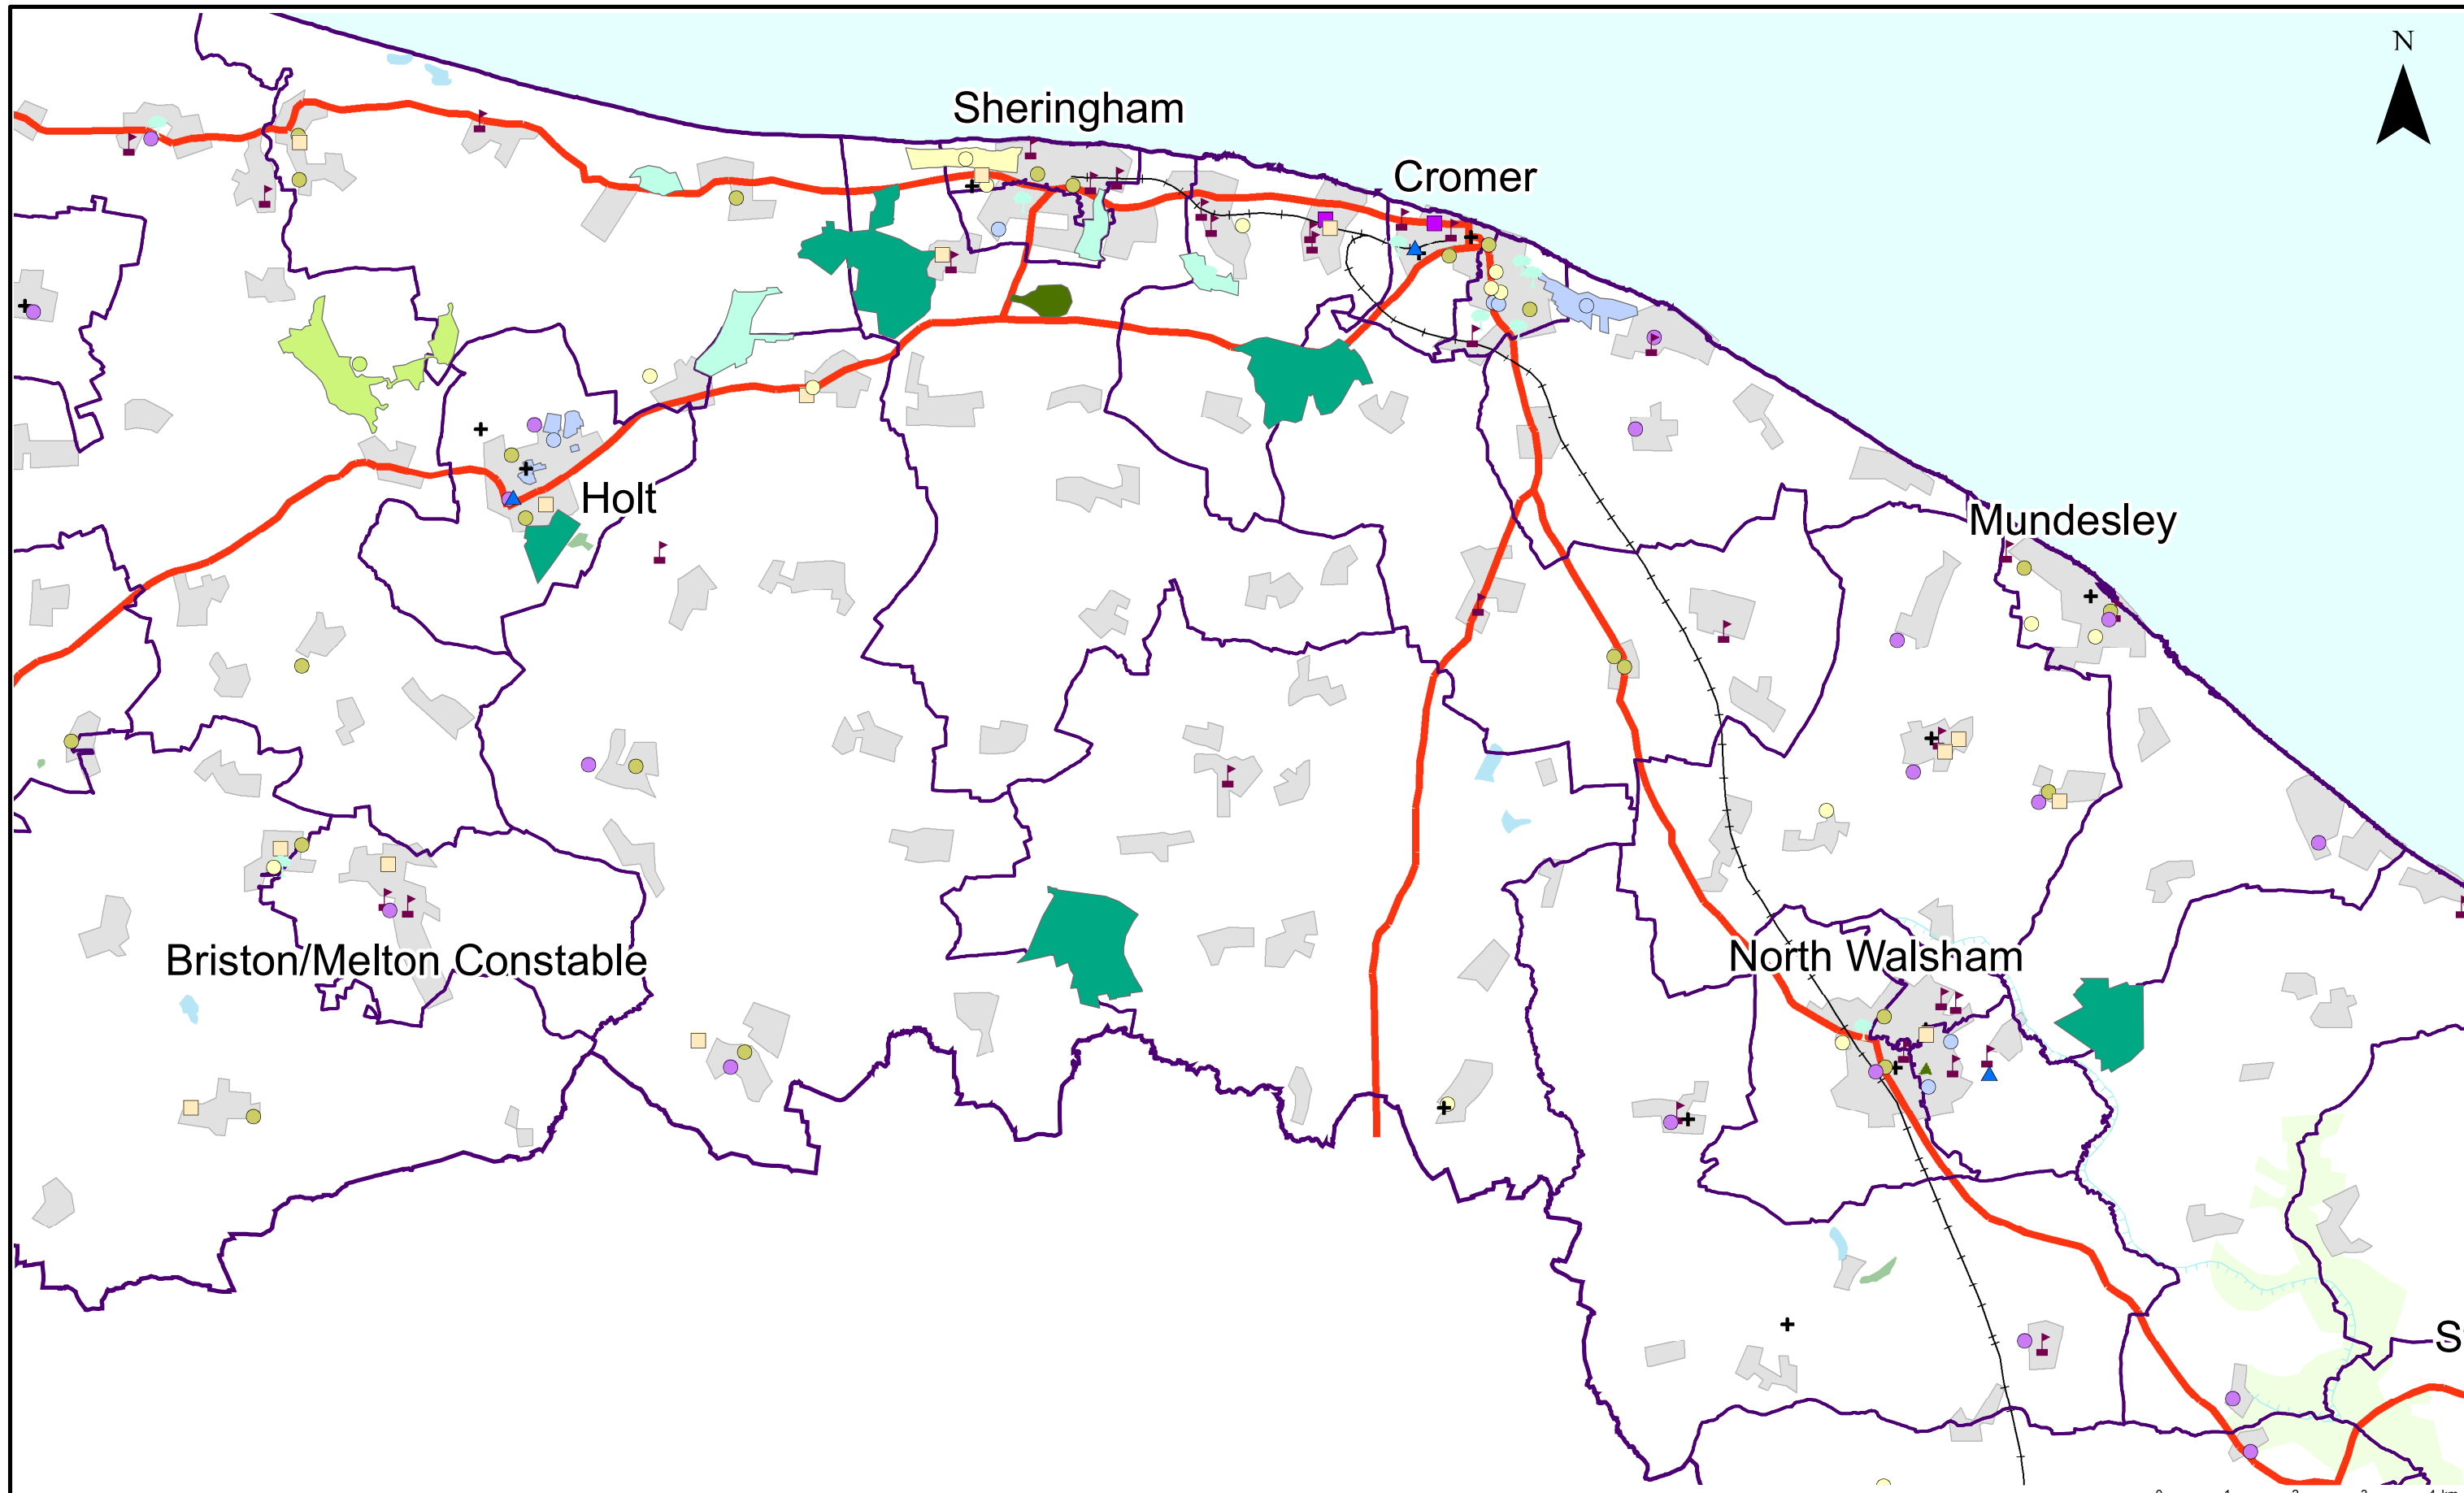 N
Sheringham
Cromer
Holt
Mundesley
Briston/Melton Constable
North Walsham
S